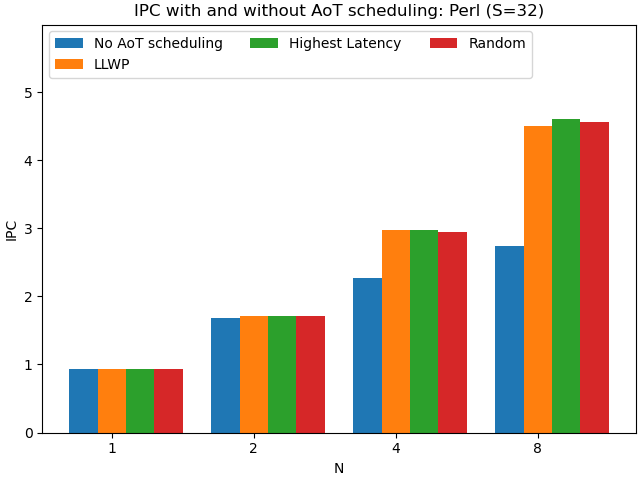 IPC with and without AoT scheduling: Perl (S=32)
No AoT scheduling Highest Latency Random
LLWP
5
4
3
2
1
0
IPC
1 2 4 8
N